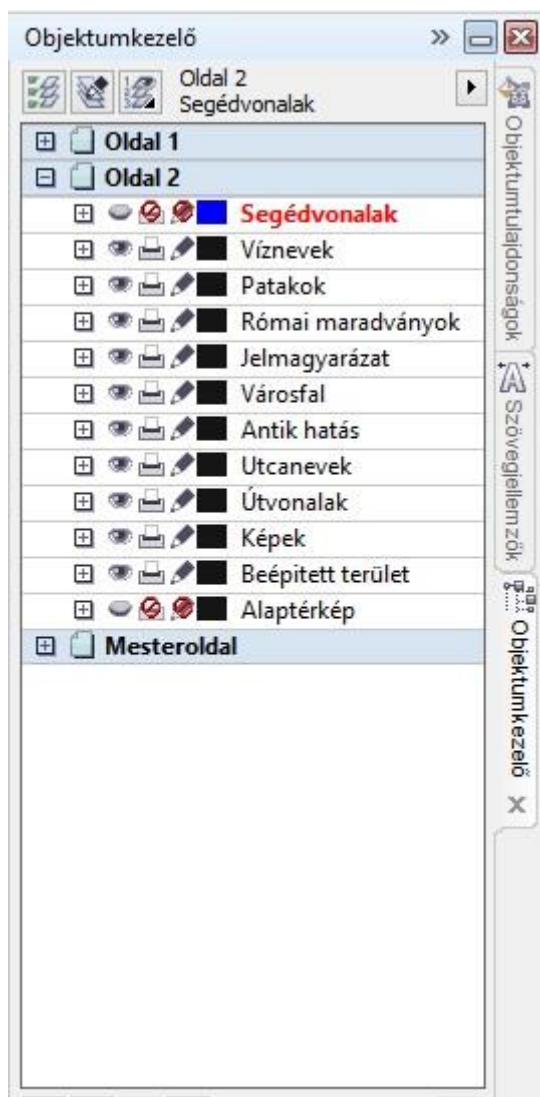 Objektumkezelő
Oldal 2
Segédvonalak
Oldal 1
Oldal 2
Segédvonalak
Víznevek
Patakok
Római maradványok
Jelmagyarázat
Városfal
Antik hatás
Utcanevek
Útvonalak
Képek
Beépitett terület
Alaptérkép
Mesteroldal
Objektumtulajdonságok
Szövegjellemzők
Objektumkezelő